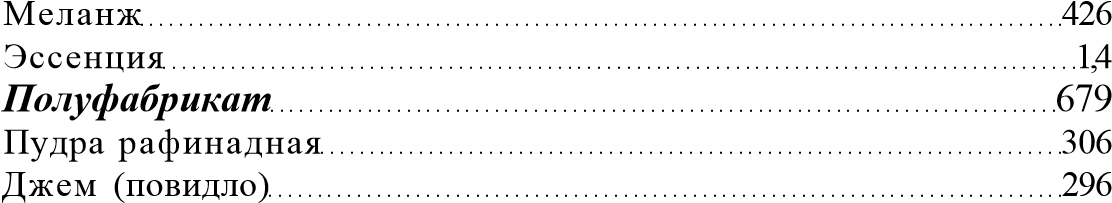 Меланж 426
Эссенция 1,4
Полуфабрикат 679
Пудра рафинадная 306
Джем (повидло) 296